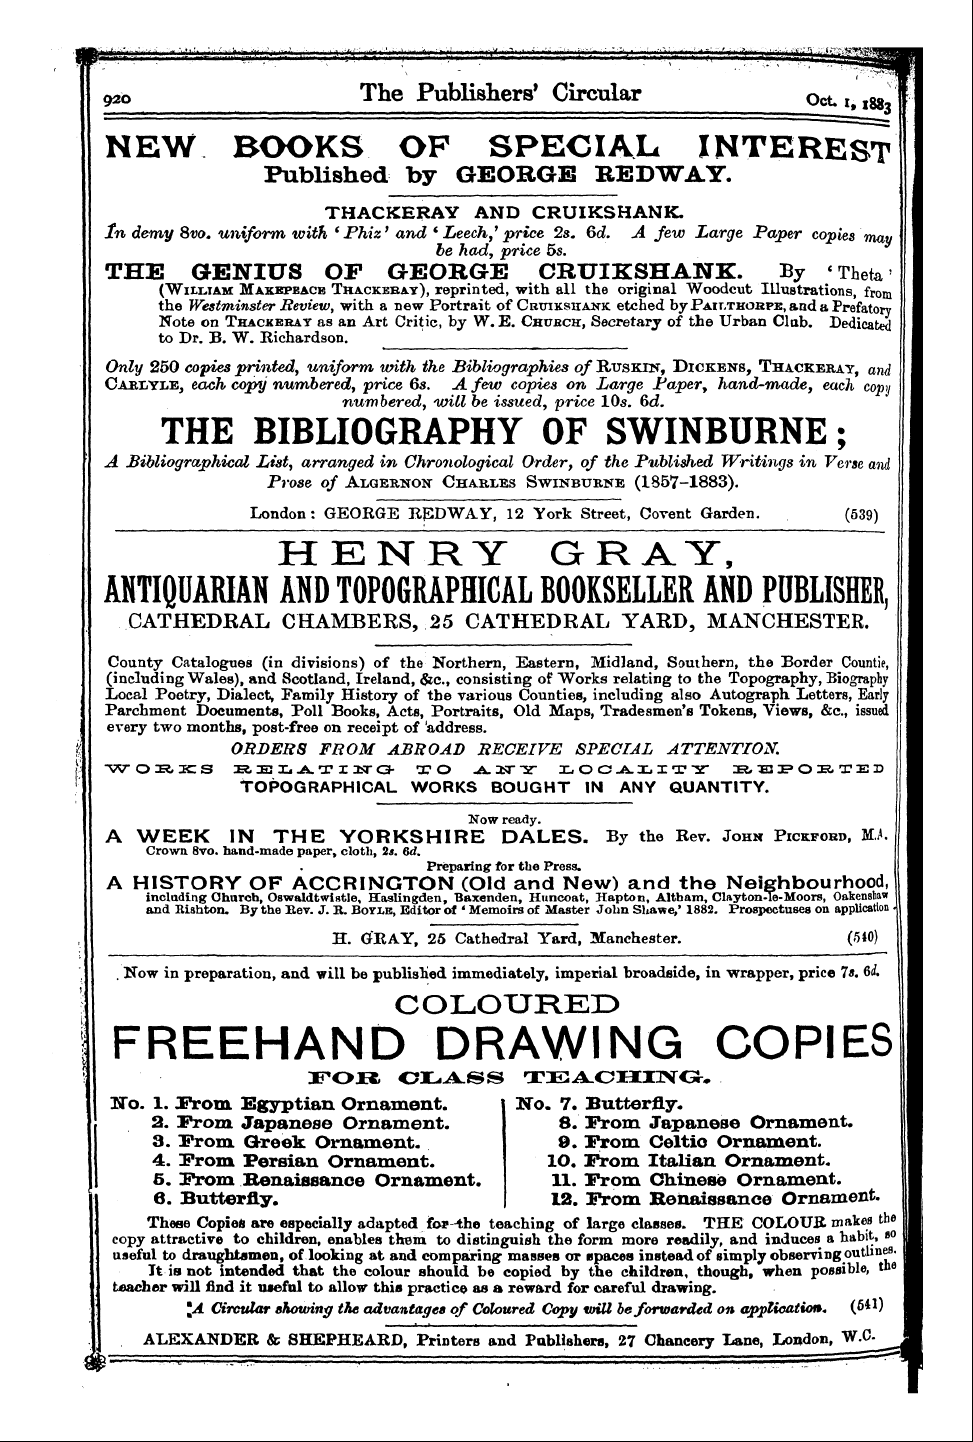 920
The Publishers' Circular
Oct. 1, 1883
NEW BOOKS OF SPECIAL INTEREST
Published by GEORGE REDWAY.
THACKERAY AND CRUIKSHANK.
In demy 8vo. uniform with ‘Phiz’ and ‘Leech,’ price 2s. 6d. A few Large Paper copies may
be had, price 5s.
THE GENIUS OF GEORGE CRUIKSHANK. By ‘Theta’
(WILLIAM MAKEPEACE THACKERAY), reprinted, with all the original Woodcut Illustrations, from
the Westminster Review, with a new Portrait of CRUIKSHANK etched by PAILTHORPE, and a Prefatory
Note on THACKERAY as an Art Critic, by W. E. CHURCH, Secretary of the Urban Club. Dedicated
to Dr. B. W. Richardson.
Only 250 copies printed, uniform with the Bibliographies of RUSKIN, DICKENS, THACKERAY, and
CARLYLE, each copy numbered, price 6s. A few copies on Large Paper, hand-made, each copy
numbered, will be issued, price 10s. 6d.
THE BIBLIOGRAPHY OF SWINBURNE;
A Bibliographical List, arranged in Chronological Order, of the Published Writings in Verse and
Prose of ALGERNON CHARLES SWINBURNE (1857-1883).
London: GEORGE REDWAY, 12 York Street, Covent Garden. (539)
HENRY GRAY,
ANTIQUARIAN AND TOPOGRAPHICAL BOOKSELLER AND PUBLISHER,
CATHEDRAL CHAMBERS, 25 CATHEDRAL YARD, MANCHESTER.
County Catalogues (in divisions) of the Northern, Eastern, Midland, Southern, the Border Countie,
(including Wales), and Scotland, Ireland, &c., consisting of Works relating to the Topography, Biography
Local Poetry, Dialect, Family History of the various Counties, including also Autograph Letters, Early
Parchment Documents, Poll Books, Acts, Portraits, Old Maps, Tradesmen's Tokens, Views, &c., issued
every two months, post-free on receipt of address.
ORDERS FROM ABROAD RECEIVE SPECIAL ATTENTION.
WORKS RELATING TO ANY LOCALITY REPORTED
TOPOGRAPHICAL WORKS BOUGHT IN ANY QUANTITY.
Now ready.
A WEEK IN THE YORKSHIRE DALES. By the Rev. JOHN PICKFORD, M.A.
Crown 8vo. hand-made paper, cloth, 2s. 6d.
Preparing for the Press.
A HISTORY OF ACCRINGTON (Old and New) and the Neighbourhood,
including Church, Oswaldtwistle, Haslingden, Baxenden, Huncoat, Hapton, Altham, Clayton-le-Moors, Oakenshaw
and Rishton. By the Rev. J. R. BOYLE, Editor of ‘Memoirs of Master John Shawe,’ 1882. Prospectuses on application.
H. GRAY, 25 Cathedral Yard, Manchester. (540)
Now in preparation, and will be published immediately, imperial broadside, in wrapper, price 7s. 6d.
COLOURED
FREEHAND DRAWING COPIES
FOR CLASS TEACHING.
No. 1. From Egyptian Ornament.
2. From Japanese Ornament.
3. From Greek Ornament.
4. From Persian Ornament.
5. From Renaissance Ornament.
6. Butterfly.
No. 7. Butterfly.
8. From Japanese Ornament.
9. From Celtic Ornament.
10. From Italian Ornament.
11. From Chinese Ornament.
12. From Renaissance Ornament.
These Copies are especially adapted for the teaching of large classes. THE COLOUR makes the
copy attractive to children, enables them to distinguish the form more readily, and induces a habit, so
useful to draughtsmen, of looking at and comparing masses or spaces instead of simply observing outlines.
It is not intended that the colour should be copied by the children, though, when possible, the
teacher will find it useful to allow this practice as a reward for careful drawing.
*A Circular showing the advantages of Coloured Copy will be forwarded on application. (541)
ALEXANDER & SHEPHEARD, Printers and Publishers, 27 Chancery Lane, London, W.C.